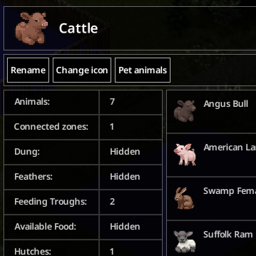 Cattle
Rename Change icon Pet animals
Animals: 7
Connected zones: 1
Dung: Hidden
Feathers: Hidden
Feeding Troughs: 2
Available Food: Hidden
Hutches: 1
Angus Bull
American La
Swamp Fema
Suffolk Ram